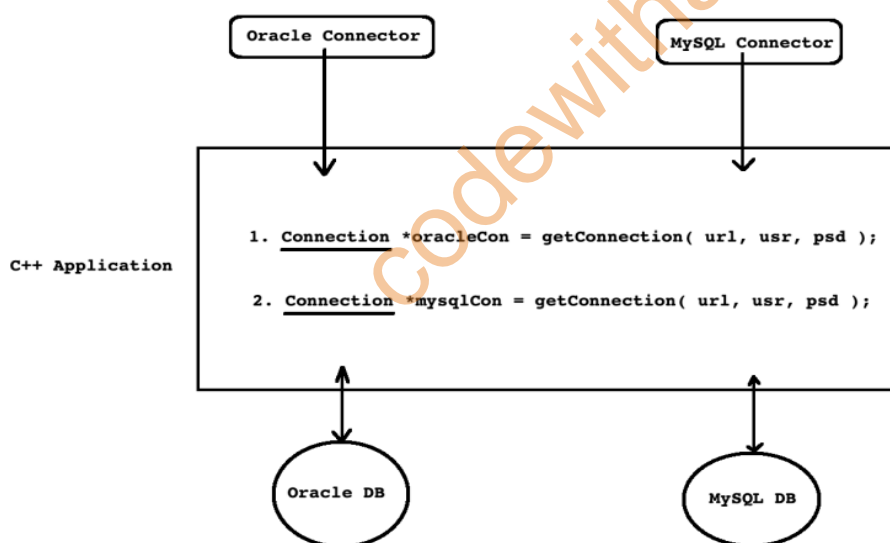 Oracle Connector
MySQL Connector
C++ Application
1. Connection *oracleCon = getConnection( url, usr, psd );
2. Connection *mysqlCon = getConnection( url, usr, psd );
Oracle DB
MySQL DB